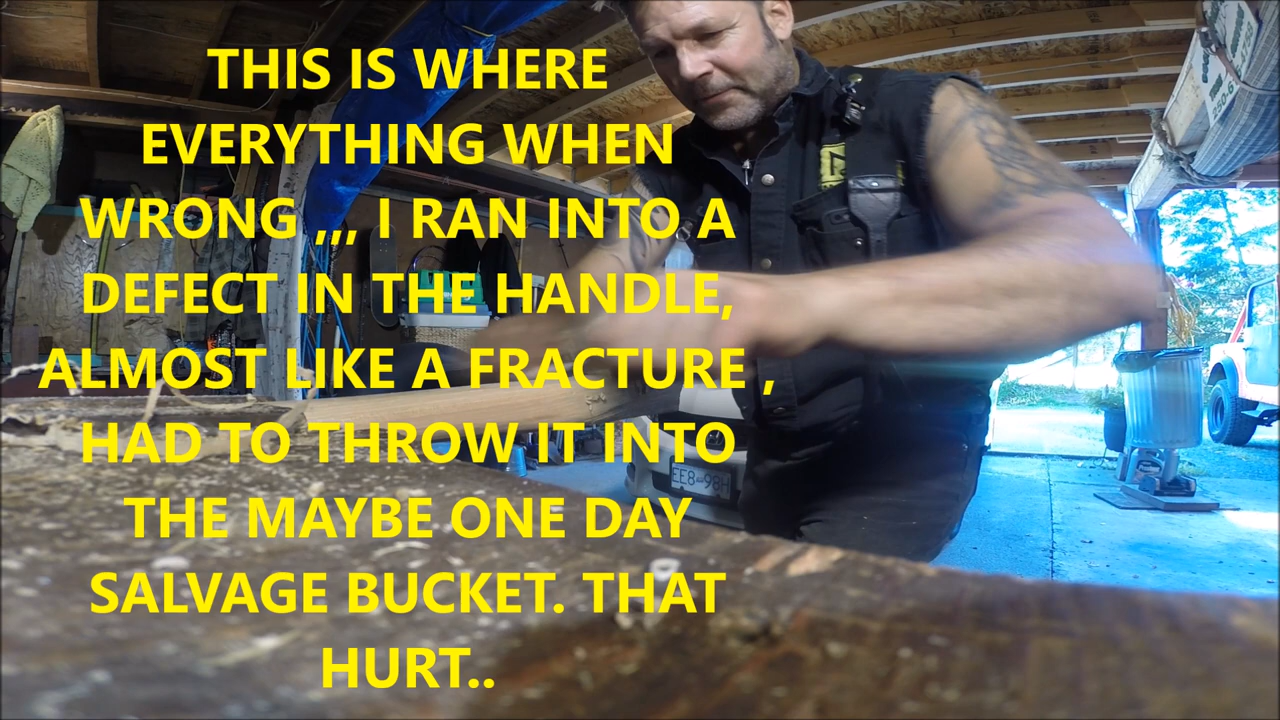 THIS IS WHERE
EVERYTHING WHEN
WRONG ,,, I RAN INTO A
DEFECT IN THE HANDLE,
ALMOST LIKE A FRACTURE ,
HAD TO THROW IT INTO
THE MAYBE ONE DAY
SALVAGE BUCKET. THAT
HURT..